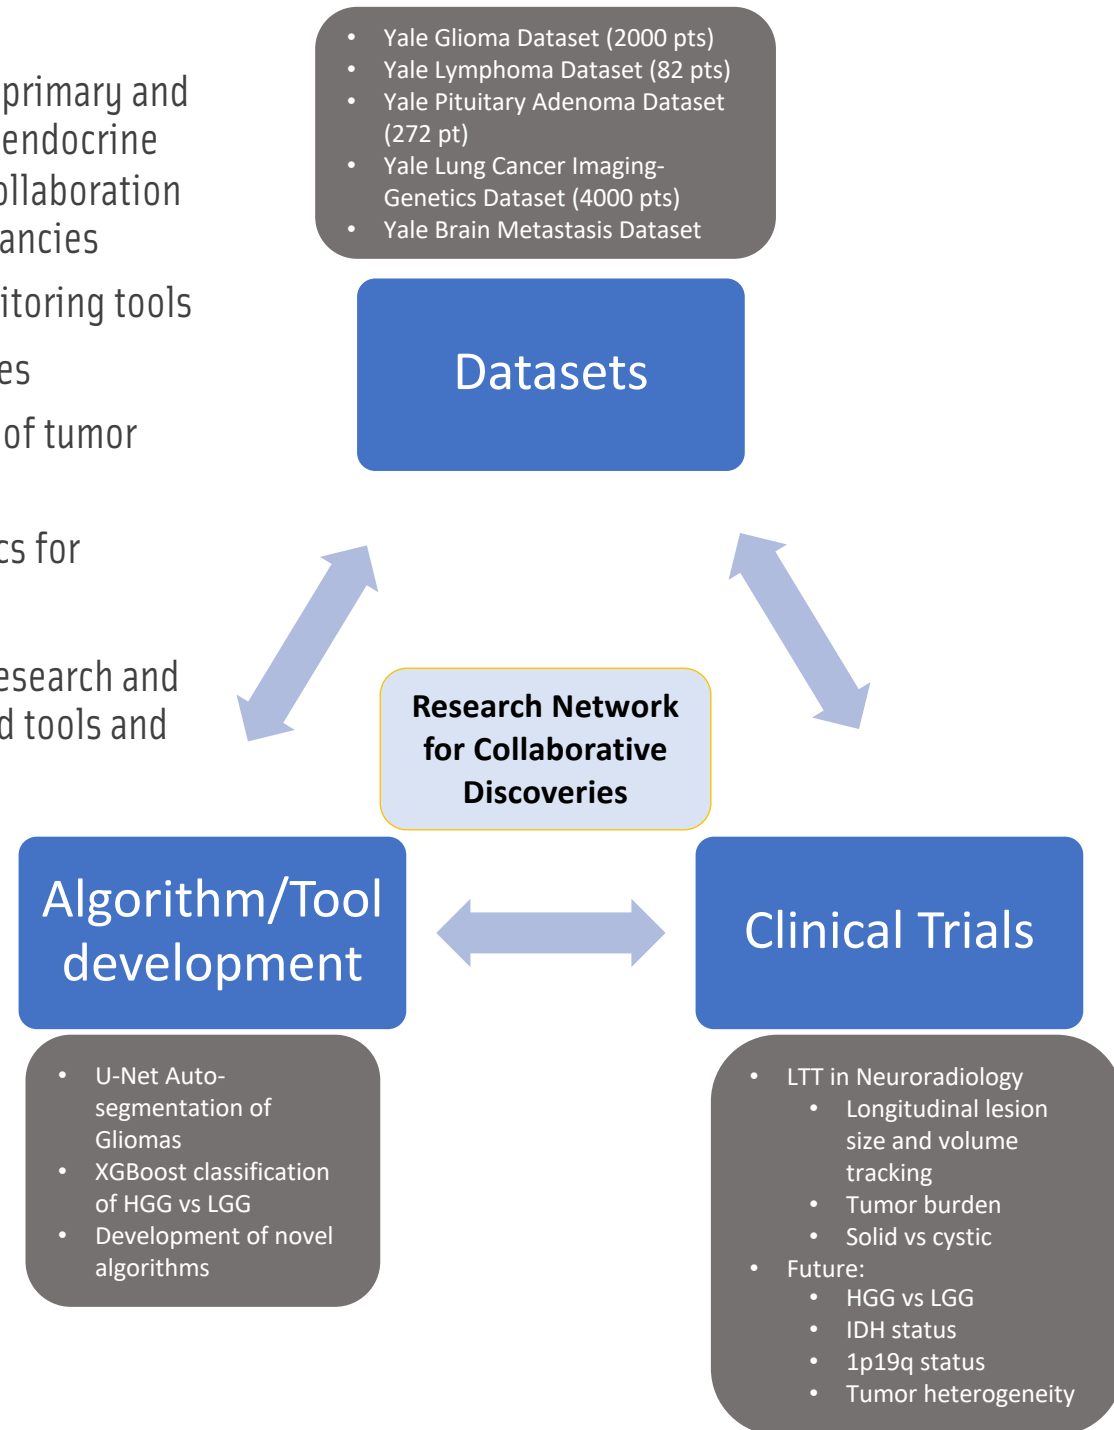 primary and
endocrine
ollaboration
ancies
itoring tools
es
of tumor
cs for
esearch and
d tools and
• Yale Glioma Dataset (2000 pts)
• Yale Lymphoma Dataset (82 pts)
• Yale Pituitary Adenoma Dataset
(272 pt)
• Yale Lung Cancer Imaging-
Genetics Dataset (4000 pts)
• Yale Brain Metastasis Dataset
Datasets
Research Network
for Collaborative
Discoveries
Algorithm/Tool
development
• U-Net Auto-
segmentation of
Gliomas
• XGBoost classification
of HGG vs LGG
• Development of novel
algorithms
Clinical Trials
• LTT in Neuroradiology
• Longitudinal lesion
size and volume
tracking
• Tumor burden
• Solid vs cystic
• Future:
• HGG vs LGG
• IDH status
• 1p19q status
• Tumor heterogeneity